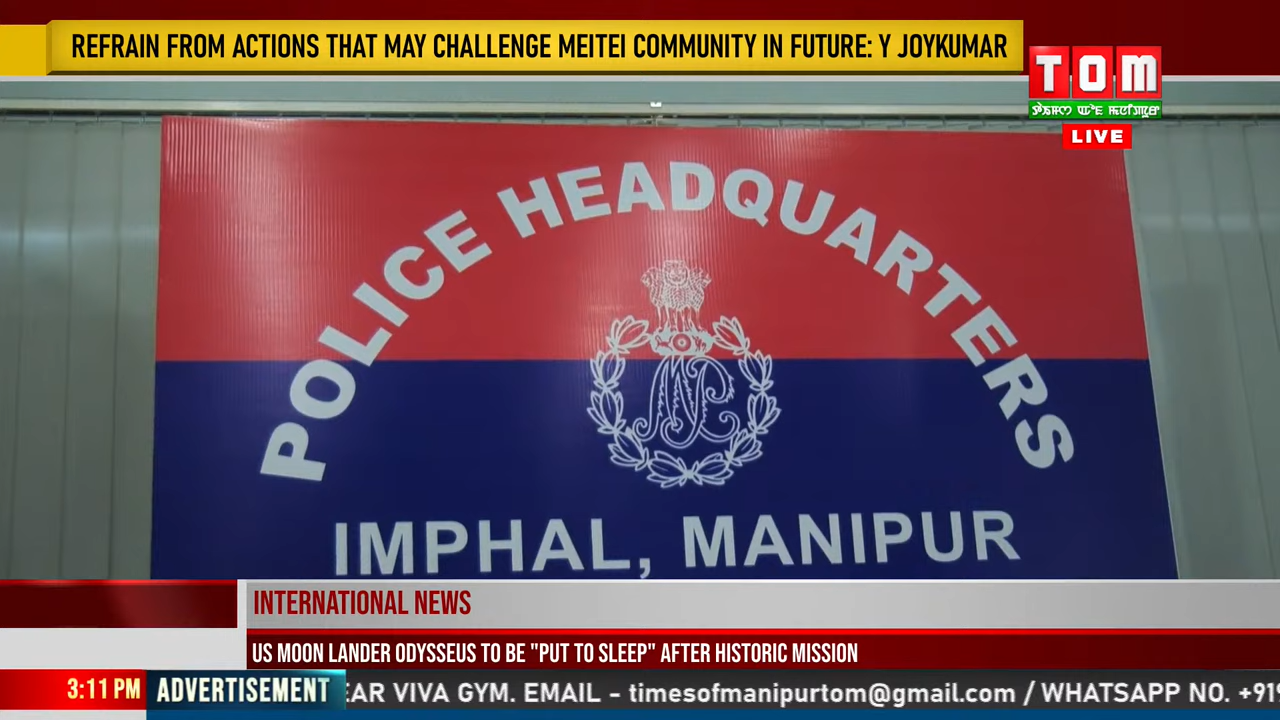 REFRAIN FROM ACTIONS THAT MAY CHALLENGE MEITEI COMMUNITY IN FUTURE: Y JOYKUMAR
TOM
LIVE
POLICE HEADQUARTERS
IMPHAL, MANIPUR
INTERNATIONAL NEWS
US MOON LANDER ODYSSEUS TO BE "PUT TO SLEEP" AFTER HISTORIC MISSION
3:11 PM ADVERTISEMENT EAR VIVA GYM. EMAIL - timesofmanipurtom@gmail.com / WHATSAPP NO. +919